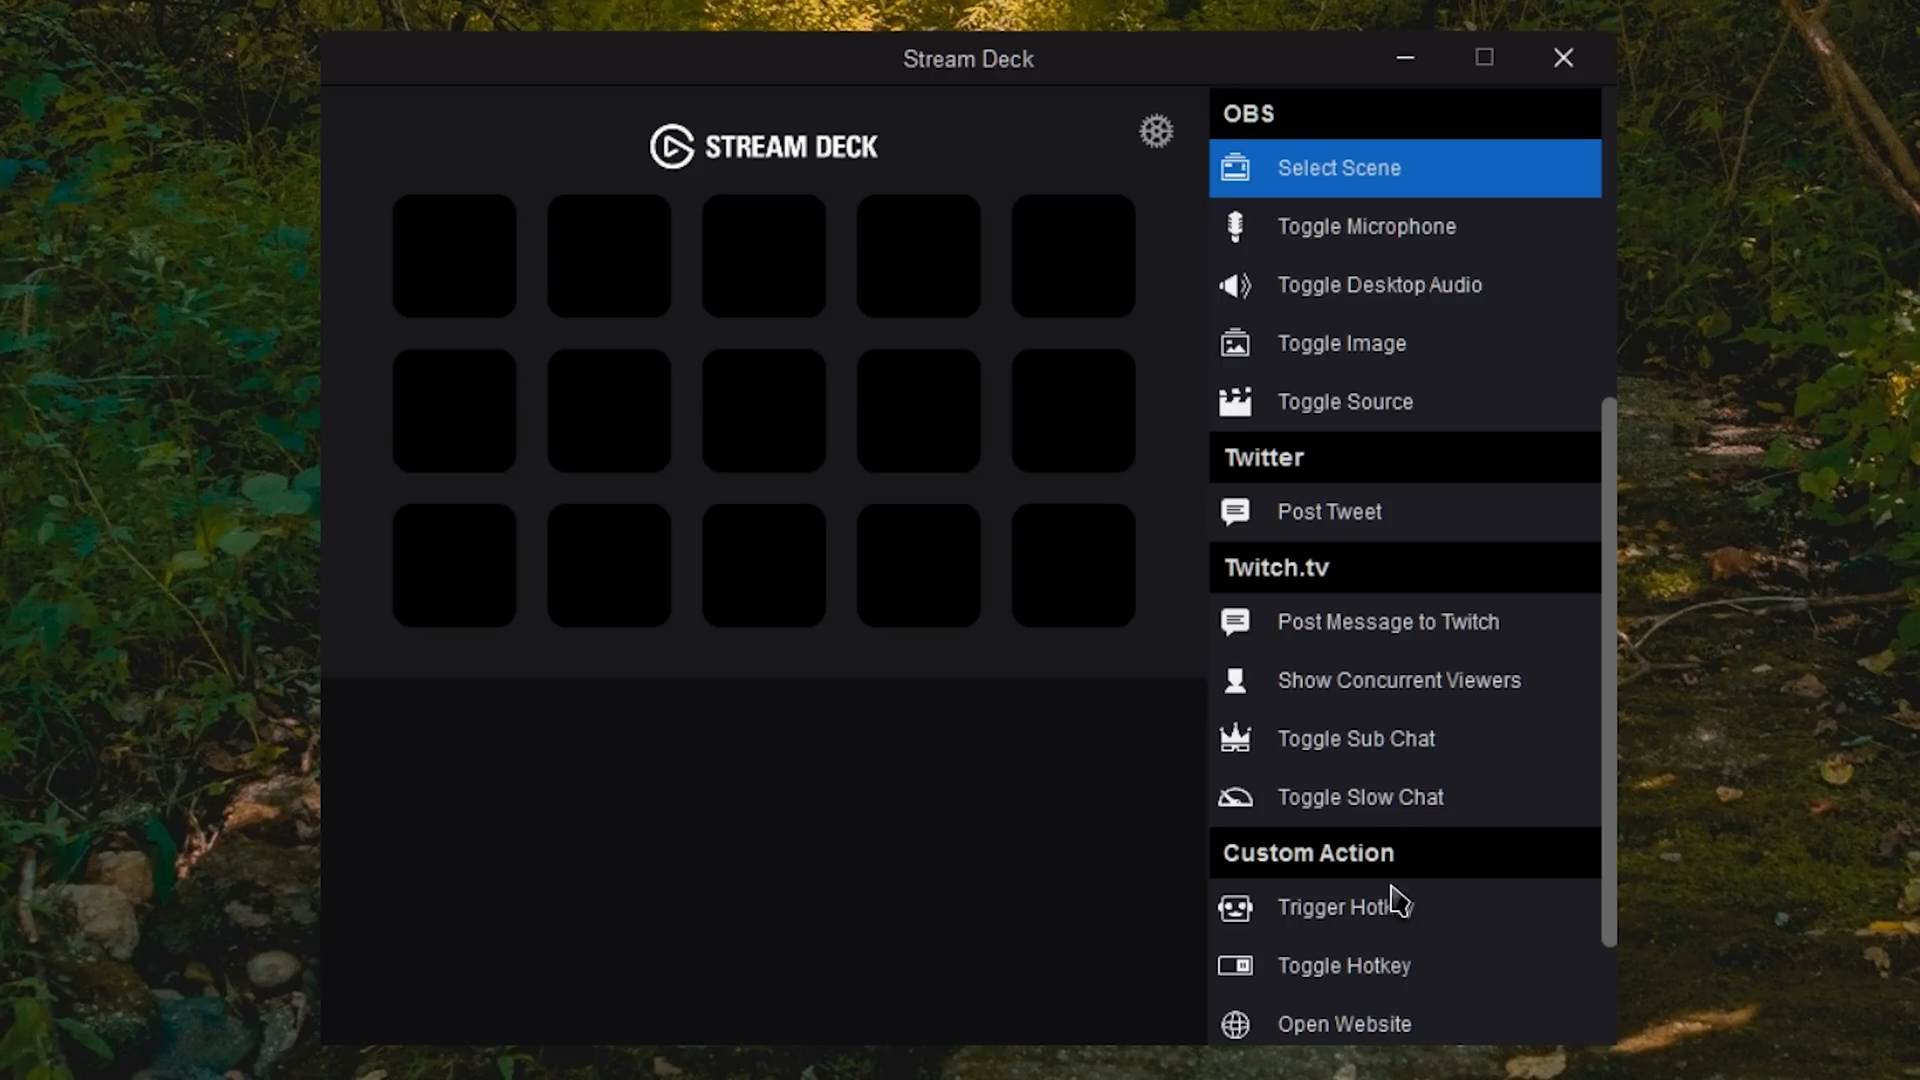 Stream Deck
STREAM DECK
OBS
Select Scene
Toggle Microphone
Toggle Desktop Audio
Toggle Image
Toggle Source
Twitter
Post Tweet
Twitch.tv
Post Message to Twitch
Show Concurrent Viewers
Toggle Sub Chat
Toggle Slow Chat
Custom Action
Trigger
Toggle Hotkey
Open Website